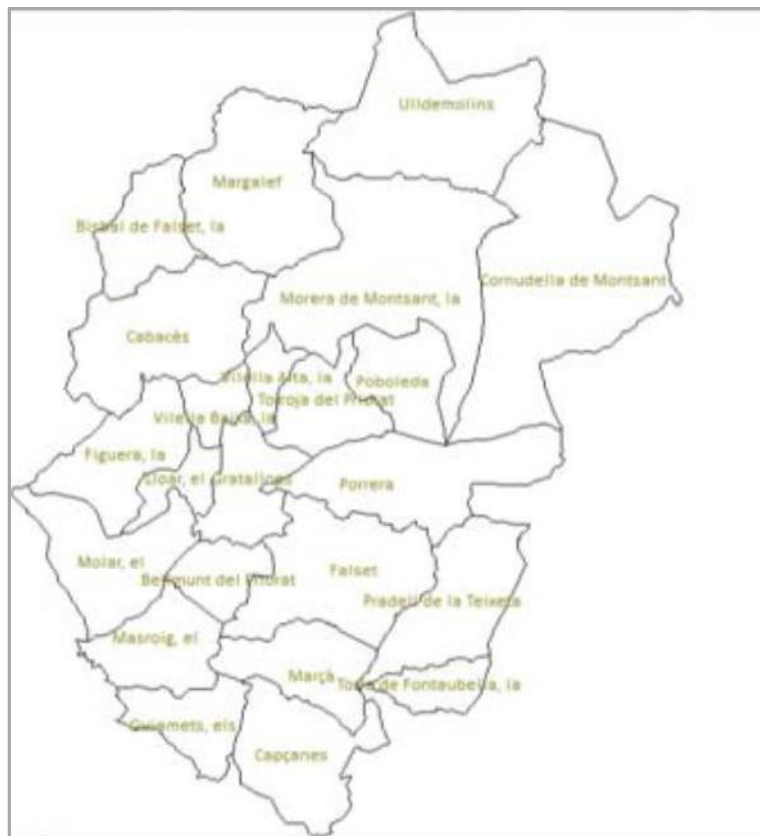 Ulldemolins
Margalef
Bisbal de Falset, la
Cornudella de Montsant
Morera de Montsant, la
Cabacès
Vilella Alta, la
Poboleda
Torroja del Priorat
Vilella Baixa, la
Figuera, la
Lloar, el
Gratallops
Porrera
Molar, el
Bellmunt del Priorat
Falset
Pradell de la Teixeta
Masroig, el
Marçà
Torre de Fontaubella, la
Guiamets, els
Capçanes